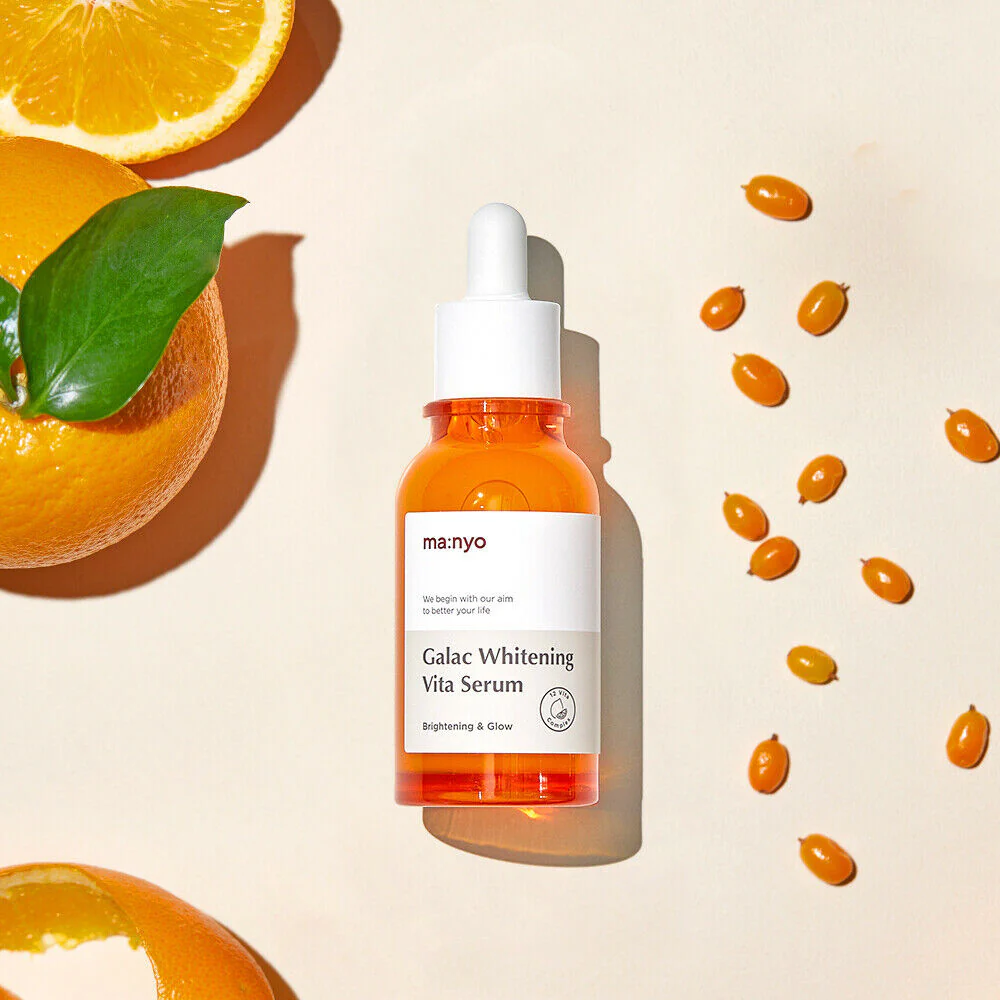 ma:nyo
We begin with our aim
to better your life
Galac Whitening
Vita Serum
12 Vita
Complex
Brightening & Glow